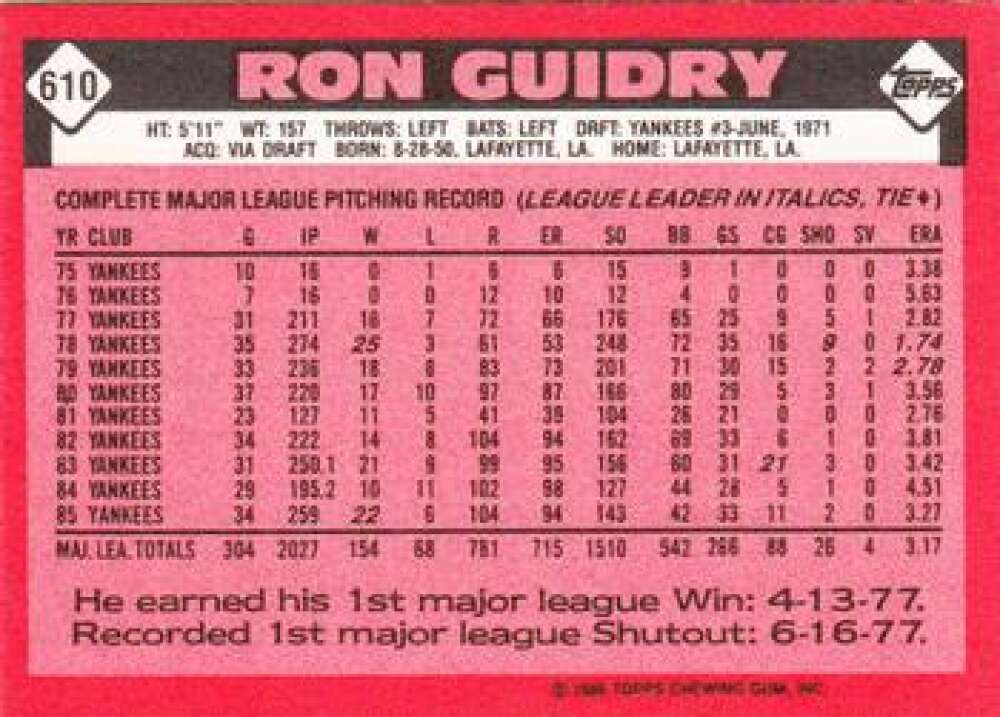 610
RON GUIDRY
TOPPS
HT: 5'11" WT: 157 THROWS: LEFT BATS: LEFT DRFT: YANKEES #3-JUNE, 1971
ACQ: VIA DRAFT BORN: 8-28-50, LAFAYETTE, LA. HOME: LAFAYETTE, LA.
COMPLETE MAJOR LEAGUE PITCHING RECORD (LEAGUE LEADER IN ITALICS, TIE ♦)
YR CLUB G IP W L R ER SO BB GS CG SHO SV ERA
75 YANKEES 10 16 0 1 6 6 15 9 1 0 0 0 3.38
76 YANKEES 7 16 0 0 12 10 12 4 0 0 0 0 5.63
77 YANKEES 31 211 16 7 72 66 176 65 25 9 5 1 2.82
78 YANKEES 35 274 25 3 61 53 248 72 35 16 9 0 1.74
79 YANKEES 33 236 18 8 83 73 201 71 30 15 2 2 2.78
80 YANKEES 37 220 17 10 97 87 166 80 29 5 3 1 3.56
81 YANKEES 23 127 11 5 41 39 104 26 21 0 0 0 2.76
82 YANKEES 34 222 14 8 104 94 162 69 33 6 1 0 3.81
83 YANKEES 31 250.1 21 9 99 95 156 60 31 21 3 0 3.42
84 YANKEES 29 195.2 10 11 102 98 127 44 28 5 1 0 4.51
85 YANKEES 34 259 22 6 104 94 143 42 33 11 2 0 3.27
MAJ. LEA. TOTALS 304 2027 154 68 781 715 1510 542 266 88 26 4 3.17
He earned his 1st major league Win: 4-13-77.
Recorded 1st major league Shutout: 6-16-77.
© 1986 TOPPS CHEWING GUM, INC.